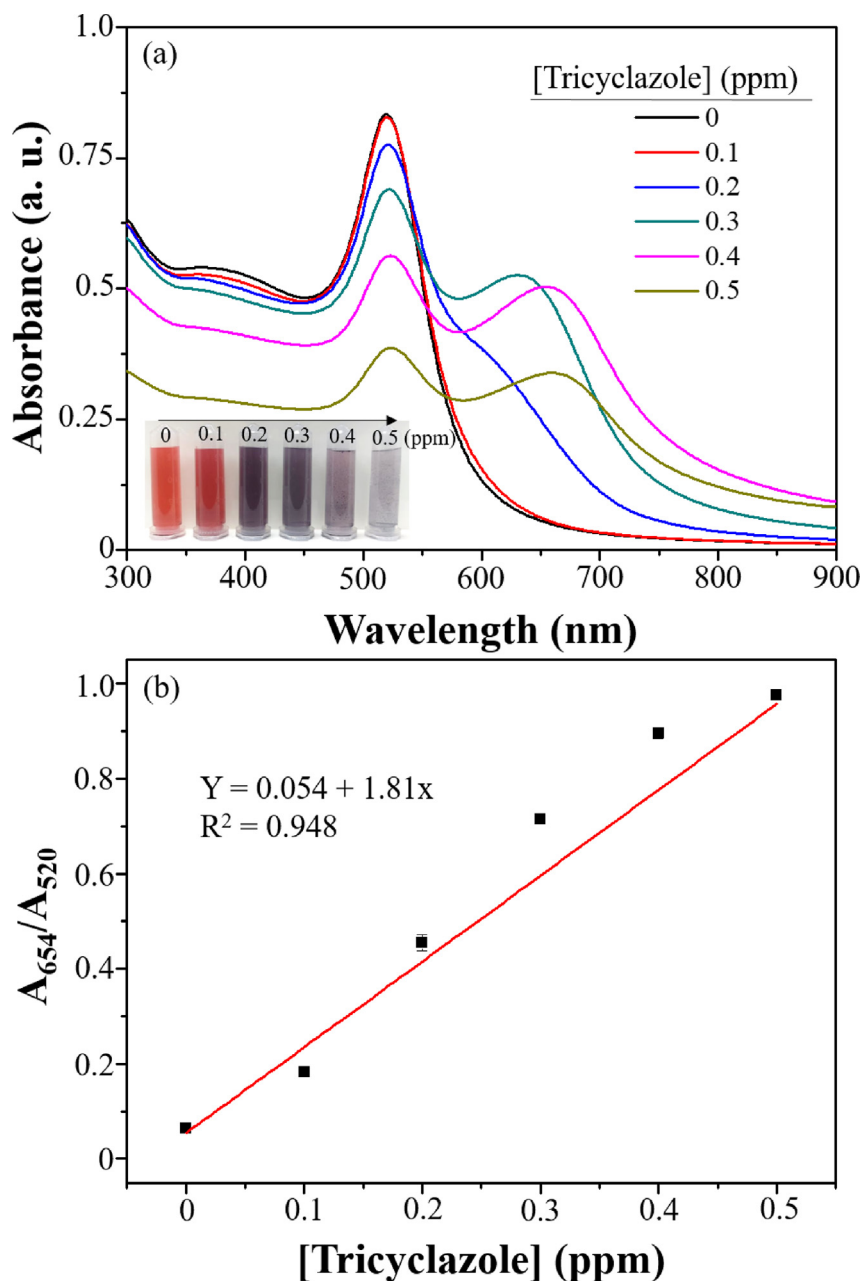 (a)
[Tricyclazole] (ppm)
0
0.1
0.2
0.3
0.4
0.5
1.0
0.75
0.5
0.25
0
Absorbance (a. u.)
0 0.1 0.2 0.3 0.4 0.5 (ppm)
300 400 500 600 700 800 900
Wavelength (nm)
(b)
Y = 0.054 + 1.81x
R² = 0.948
1.0
0.8
0.6
0.4
0.2
0
A₆₅₄/A₅₂₀
0 0.1 0.2 0.3 0.4 0.5
[Tricyclazole] (ppm)